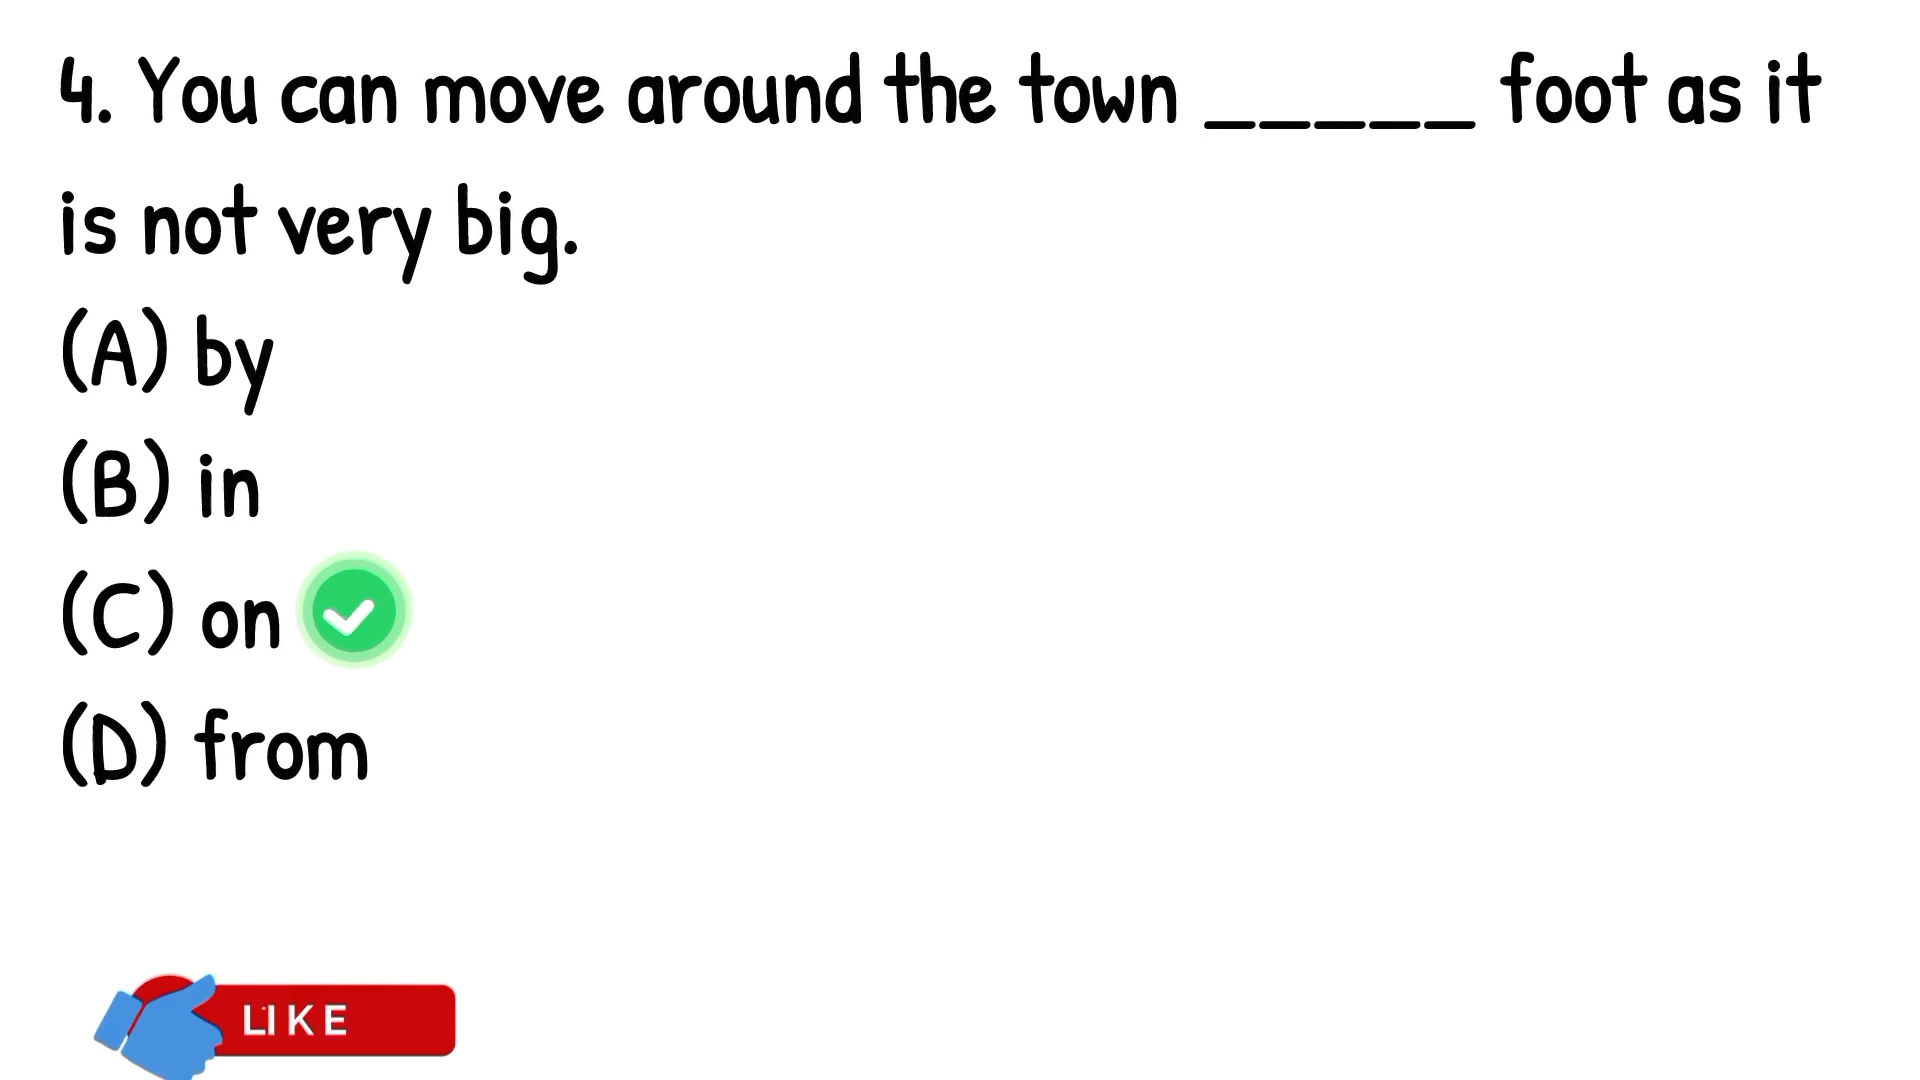 4. You can move around the town _____ foot as it
is not very big.
(A) by
(B) in
(C) on
(D) from
LIKE